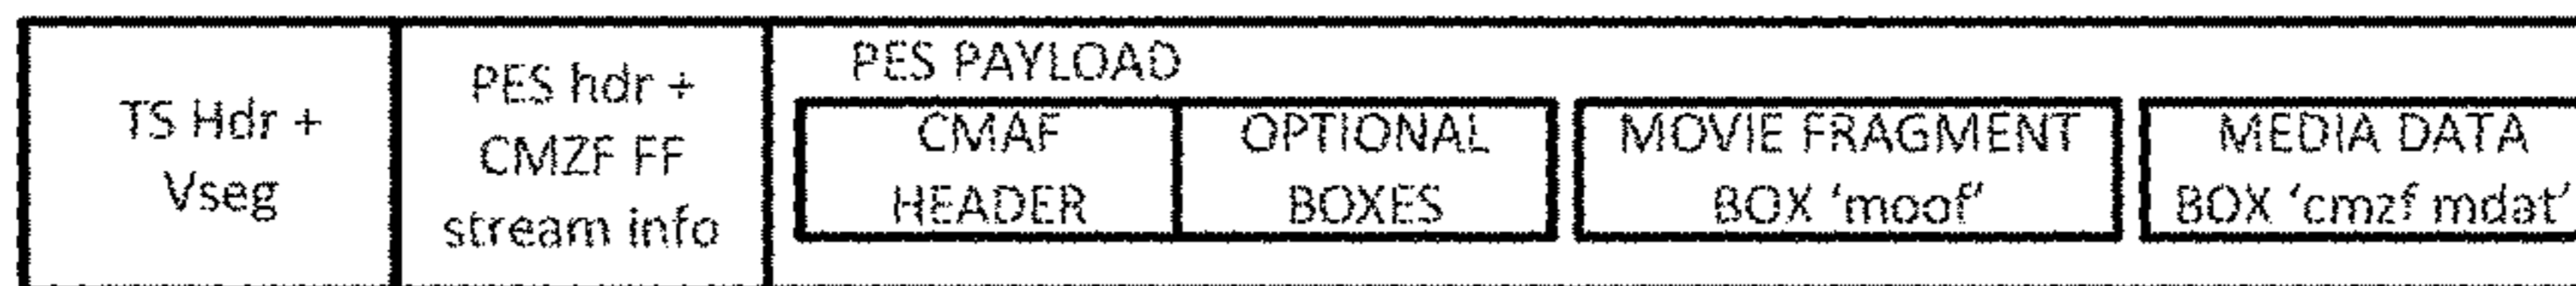 TS Hdr +
Vseg
PES hdr +
CMZF FF
stream info
PES PAYLOAD
CMAF
HEADER
OPTIONAL
BOXES
MOVIE FRAGMENT
BOX ‘moof’
MEDIA DATA
BOX ‘cmzf mdat’